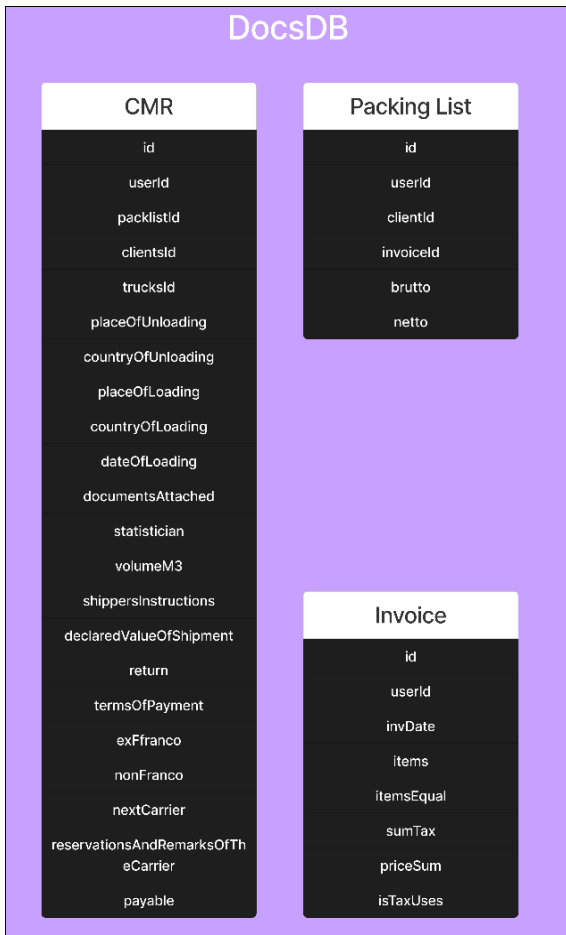 DocsDB
CMR
id
userId
packlistId
clientsId
trucksId
placeOfUnloading
countryOfUnloading
placeOfLoading
countryOfLoading
dateOfLoading
documentsAttached
statistician
volumeM3
shippersInstructions
declaredValueOfShipment
return
termsOfPayment
exFfranco
nonFranco
nextCarrier
reservationsAndRemarksOfTh
eCarrier
payable
Packing List
id
userId
clientId
invoiceId
brutto
netto
Invoice
id
userId
invDate
items
itemsEqual
sumTax
priceSum
isTaxUses